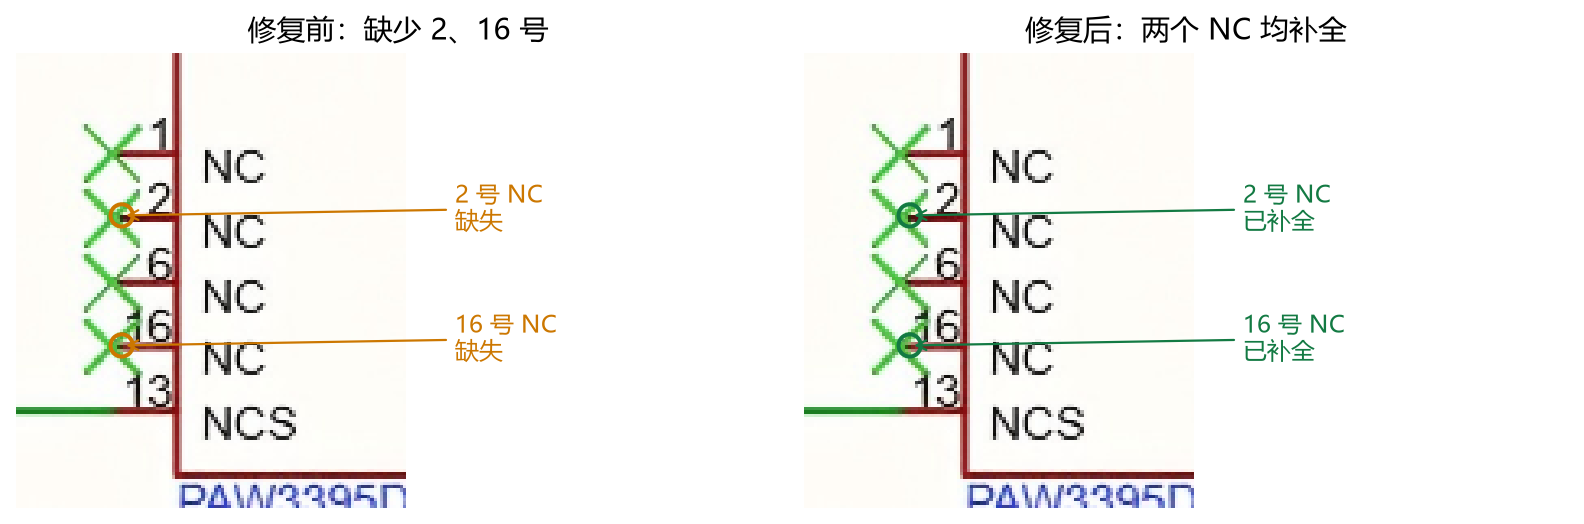 修复前：缺少 2、16 号
1
NC
2
NC
6
NC
16
NC
13
NCS
PAW3395D
2 号 NC
缺失
16 号 NC
缺失
修复后：两个 NC 均补全
1
NC
2
NC
6
NC
16
NC
13
NCS
PAW3395D
2 号 NC
已补全
16 号 NC
已补全